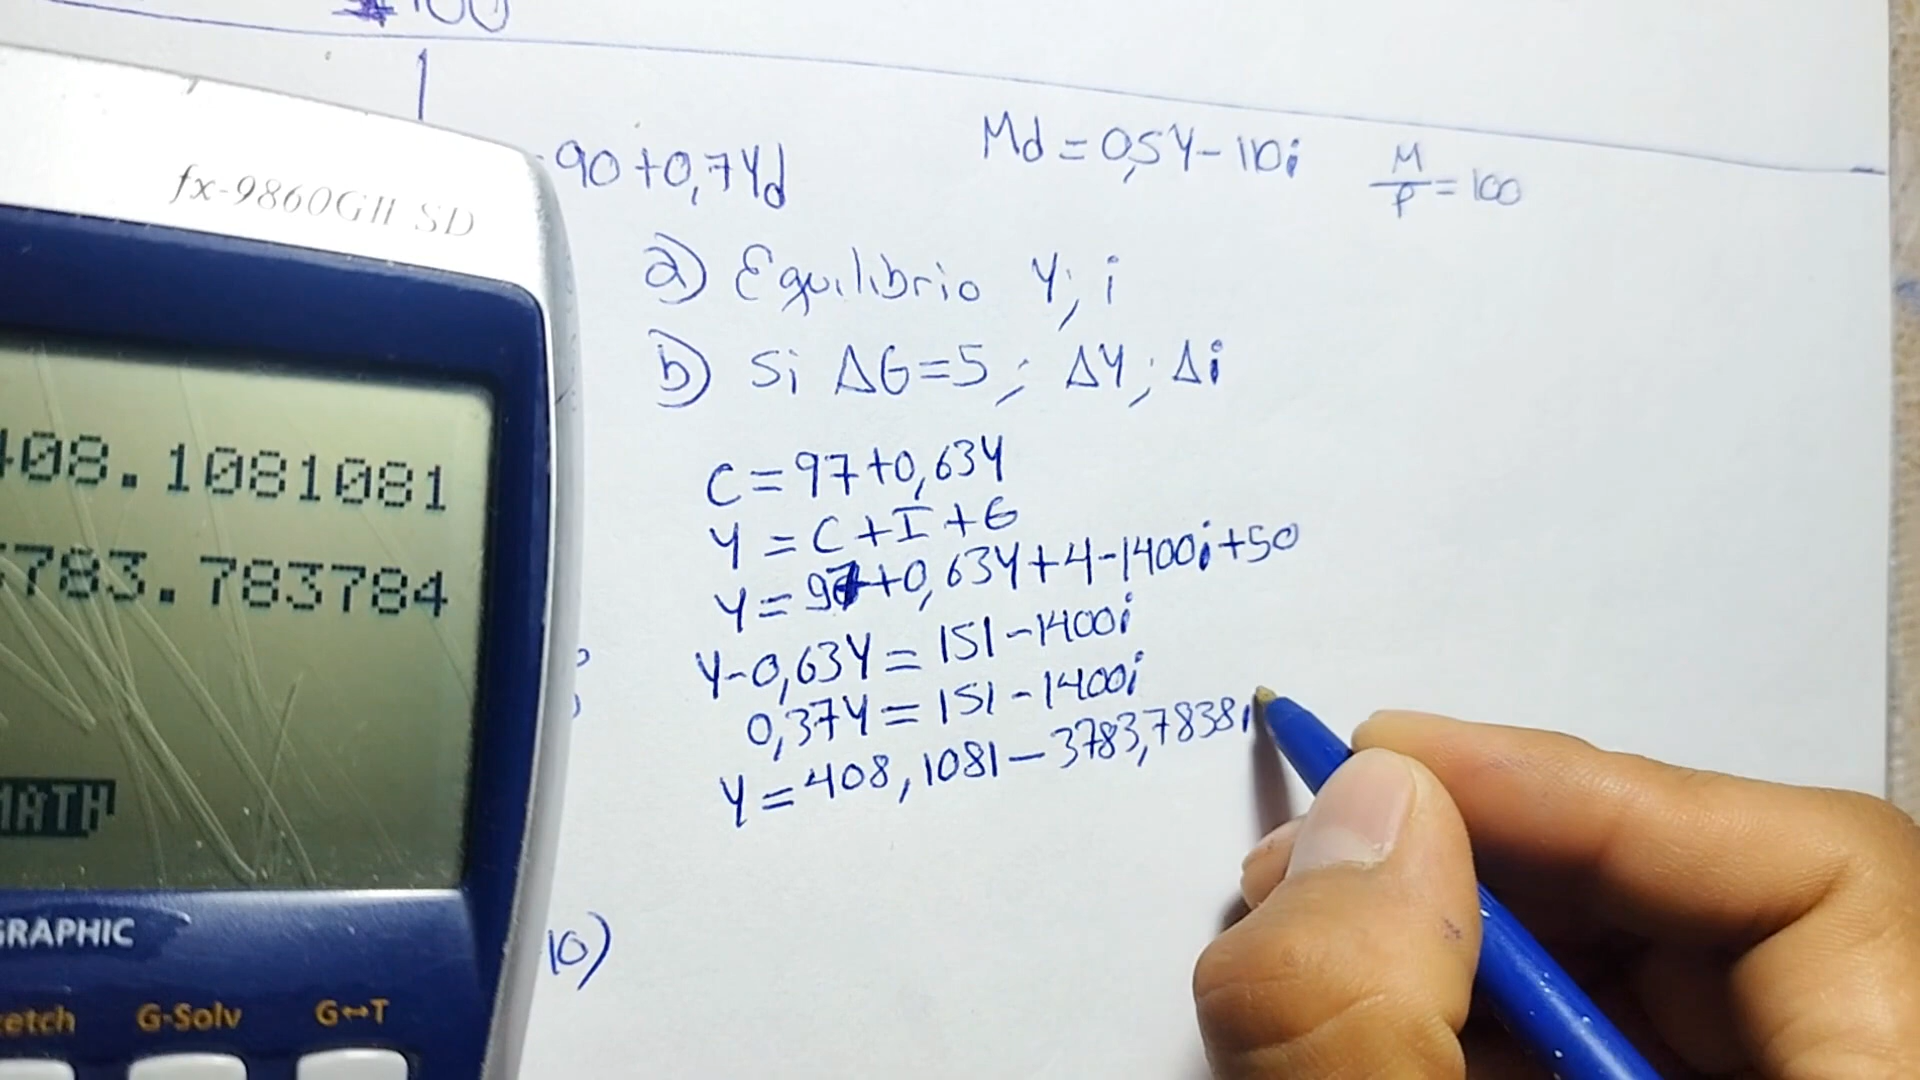 100
fx-9860GII SD
90+0,7Yd
Md=0,5Y-110i
M/P=100
a) Equilibrio Y; i
b) Si ΔG=5; ΔY; Δi
C=97+0,63Y
Y=C+I+G
Y=97+0,63Y+4-1400i+50
Y-0,63Y=151-1400i
0,37Y=151-1400i
Y=408,1081-3783,7838i
10)
408.1081081
783.783784
MATH
GRAPHIC
etch G-Solv G↔T